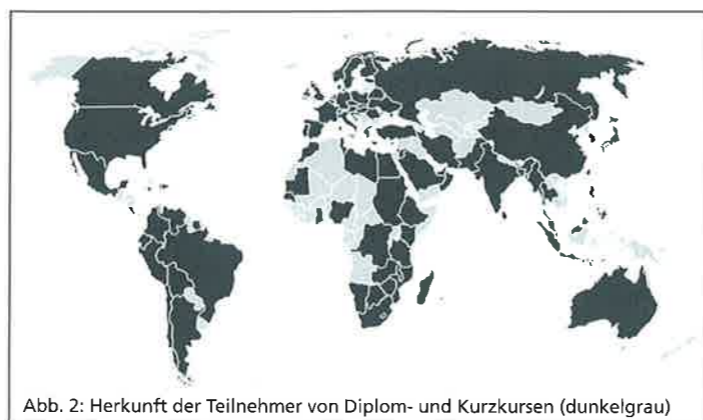 Abb. 2: Herkunft der Teilnehmer von Diplom- und Kurzkursen (dunkelgrau)